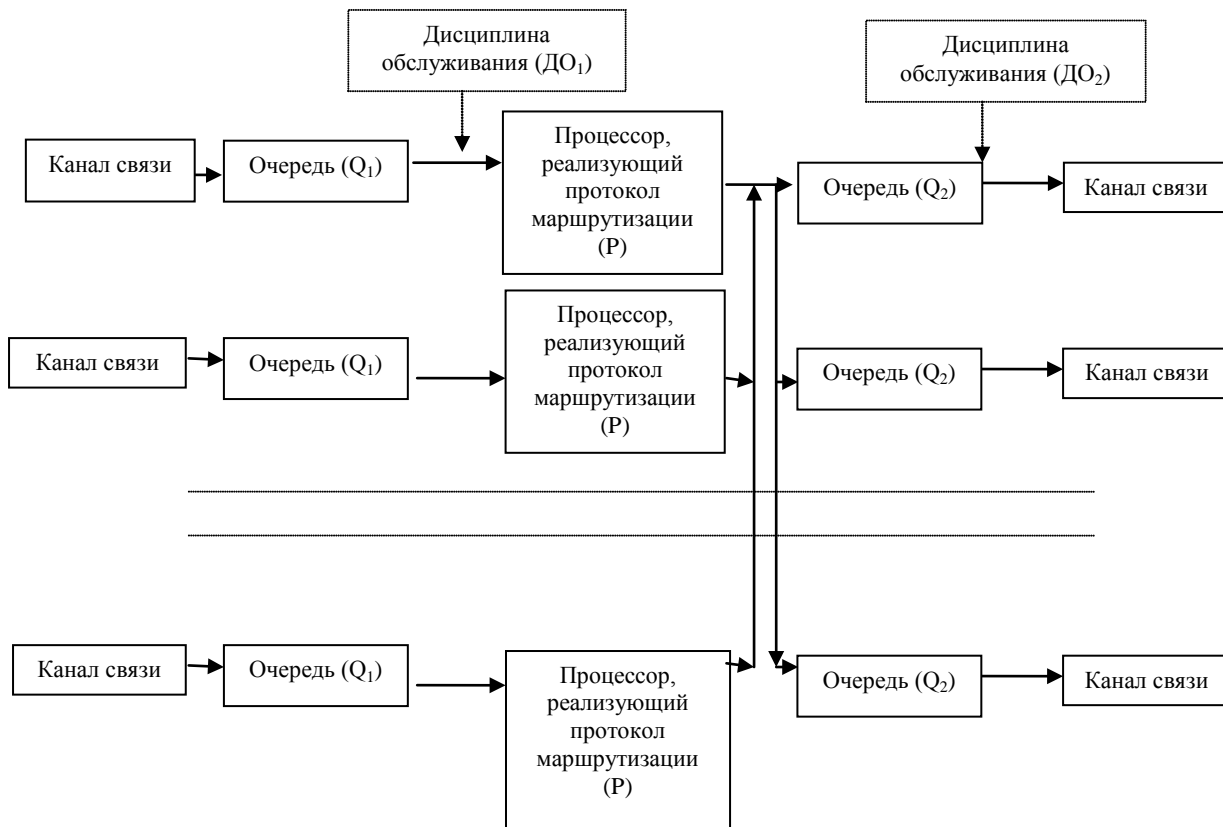 Дисциплина
обслуживания (ДО₁)
Дисциплина
обслуживания (ДО₂)
Канал связи
Очередь (Q₁)
Процессор,
реализующий
протокол
маршрутизации
(P)
Очередь (Q₂)
Канал связи
Канал связи
Очередь (Q₁)
Процессор,
реализующий
протокол
маршрутизации
(P)
Очередь (Q₂)
Канал связи
Канал связи
Очередь (Q₁)
Процессор,
реализующий
протокол
маршрутизации
(P)
Очередь (Q₂)
Канал связи